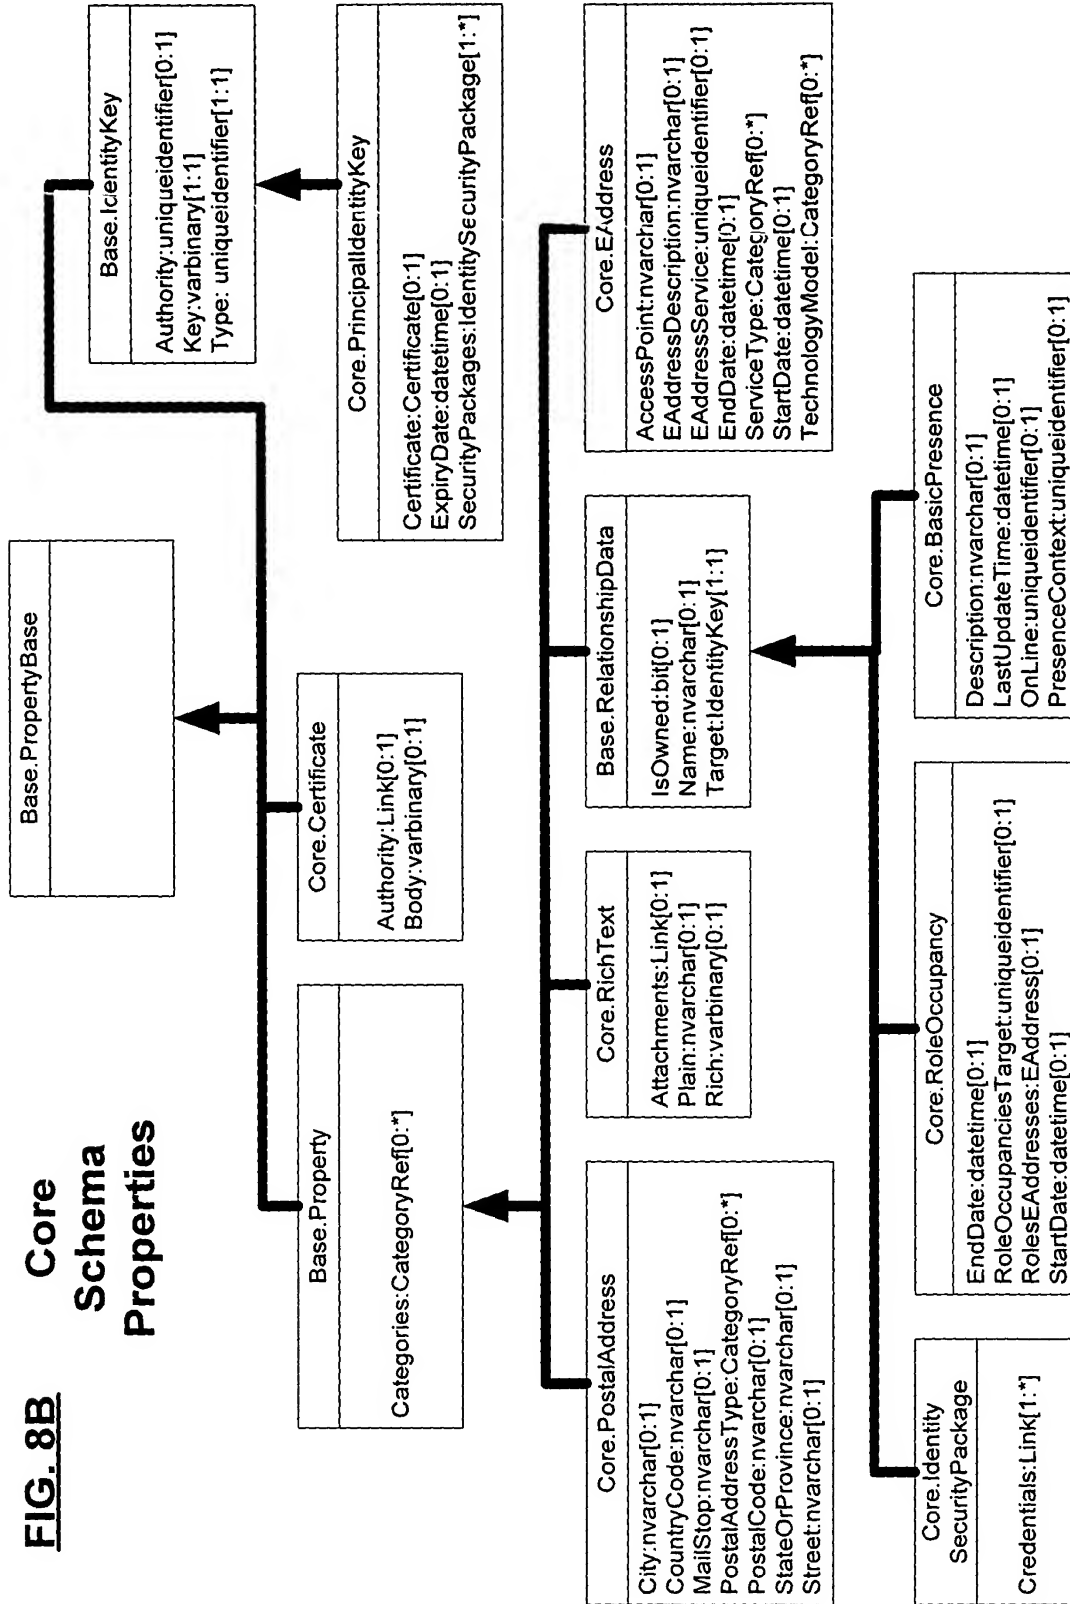 FIG. 8B
Core
Schema
Properties
Base.PropertyBase
Base.Property
Categories:CategoryRef[0:*]
Core.Certificate
Authority:Link[0:1]
Body:varbinary[0:1]
Base.IdentityKey
Authority:uniqueidentifier[0:1]
Key:varbinary[1:1]
Type: uniqueidentifier[1:1]
Core.PrincipalIdentityKey
Certificate:Certificate[0:1]
ExpiryDate:datetime[0:1]
SecurityPackages:IdentitySecurityPackage[1:*]
Core.PostalAddress
City:nvarchar[0:1]
CountryCode:nvarchar[0:1]
MailStop:nvarchar[0:1]
PostalAddressType:CategoryRef[0:*]
PostalCode:nvarchar[0:1]
StateOrProvince:nvarchar[0:1]
Street:nvarchar[0:1]
Core.RichText
Attachments:Link[0:1]
Plain:nvarchar[0:1]
Rich:varbinary[0:1]
Base.RelationshipData
IsOwned:bit[0:1]
Name:nvarchar[0:1]
Target:IdentityKey[1:1]
Core.EAddress
AccessPoint:nvarchar[0:1]
EAddressDescription:nvarchar[0:1]
EAddressService:uniqueidentifier[0:1]
EndDate:datetime[0:1]
ServiceType:CategoryRef[0:*]
StartDate:datetime[0:1]
TechnologyModel:CategoryRef[0:*]
Core.Identity
SecurityPackage
Credentials:Link[1:*]
Core.RoleOccupancy
EndDate:datetime[0:1]
RoleOccupanciesTarget:uniqueidentifier[0:1]
RolesEAddresses:EAddress[0:1]
StartDate:datetime[0:1]
Core.BasicPresence
Description:nvarchar[0:1]
LastUpdateTime:datetime[0:1]
OnLine:uniqueidentifier[0:1]
PresenceContext:uniqueidentifier[0:1]